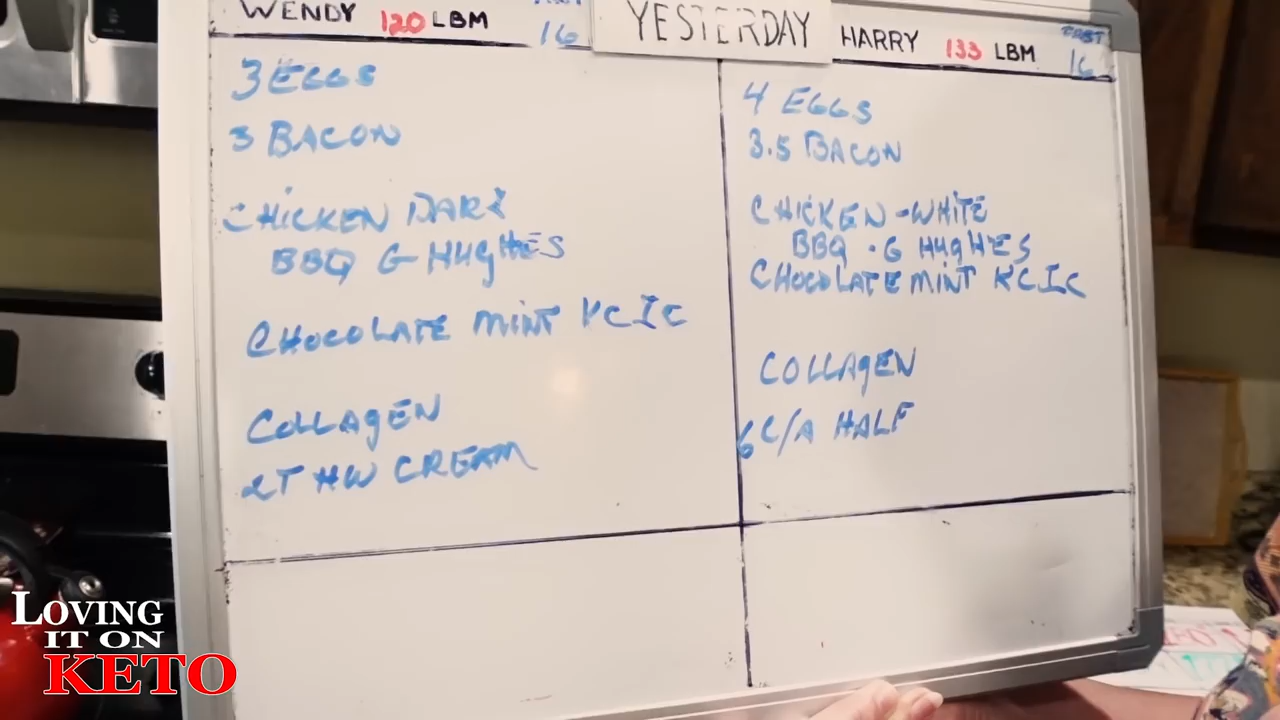 YESTERDAY
WENDY 120 LBM
16
3 EGGS
3 BACON
CHICKEN DARK
BBQ G HUGHES
CHOCOLATE MINT KCIC
COLLAGEN
2T HW CREAM
HARRY 133 LBM
FAST
16
4 EGGS
3.5 BACON
CHICKEN - WHITE
BBQ - G HUGHES
CHOCOLATE MINT KCIC
COLLAGEN
6 C/A HALF
LOVING
IT ON
KETO